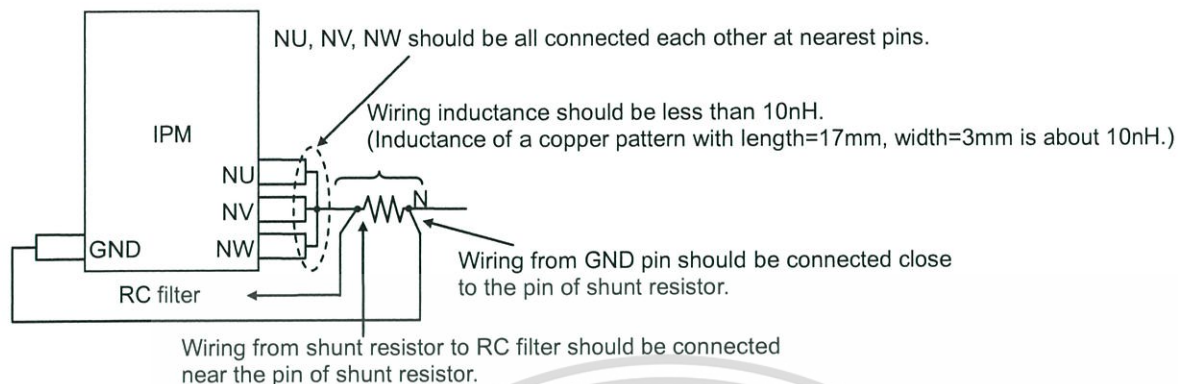 NU, NV, NW should be all connected each other at nearest pins.
Wiring inductance should be less than 10nH.
(Inductance of a copper pattern with length=17mm, width=3mm is about 10nH.)
IPM
NU
NV
NW
N
GND
Wiring from GND pin should be connected close
to the pin of shunt resistor.
RC filter
Wiring from shunt resistor to RC filter should be connected
near the pin of shunt resistor.